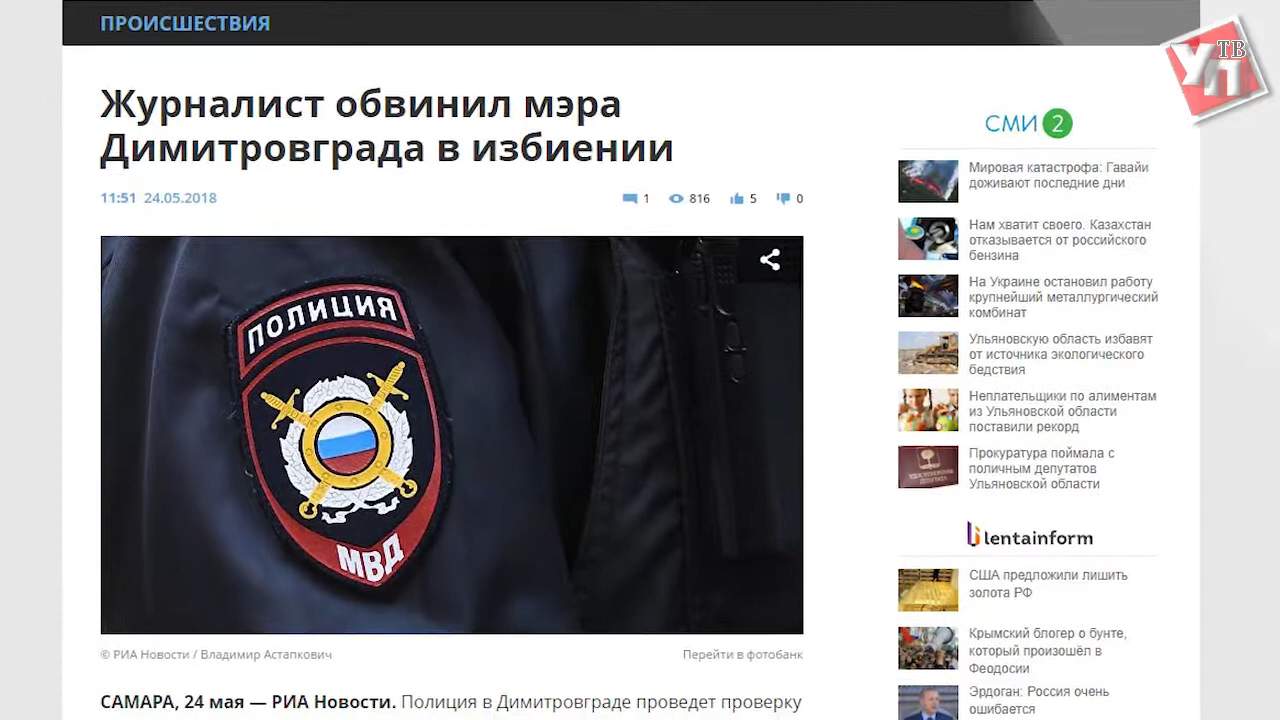 ПРОИСШЕСТВИЯ
УП ТВ
Журналист обвинил мэра
Димитровграда в избиении
11:51 24.05.2018
1 816 5 0
ПОЛИЦИЯ
МВД
© РИА Новости / Владимир Астапкович
Перейти в фотобанк
САМАРА, 24 мая — РИА Новости. Полиция в Димитровграде проведет проверку
СМИ 2
Мировая катастрофа: Гавайи
доживают последние дни
Нам хватит своего. Казахстан
отказывается от российского
бензина
На Украине остановил работу
крупнейший металлургический
комбинат
Ульяновскую область избавят
от источника экологического
бедствия
Неплательщики по алиментам
из Ульяновской области
поставили рекорд
Прокуратура поймала с
поличным депутатов
Ульяновской области
lentainform
США предложили лишить
золота РФ
Крымский блогер о бунте,
который произошёл в
Феодосии
Эрдоган: Россия очень
ошибается